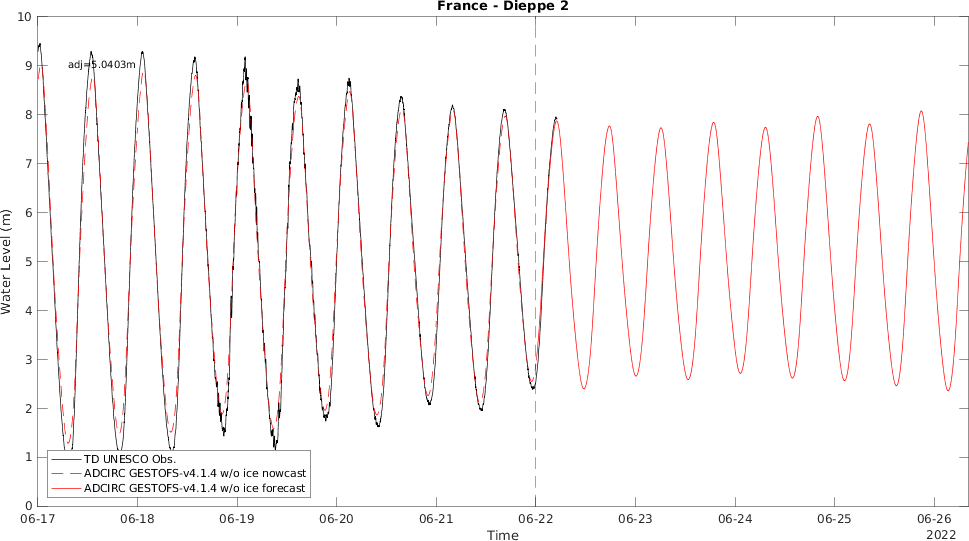 France - Dieppe 2
10
9
8
7
6
5
4
3
2
1
0
Water Level (m)
adj=5.0403m
TD UNESCO Obs.
ADCIRC GESTOFS-v4.1.4 w/o ice nowcast
ADCIRC GESTOFS-v4.1.4 w/o ice forecast
06-17 06-18 06-19 06-20 06-21 06-22 06-23 06-24 06-25 06-26
Time
2022